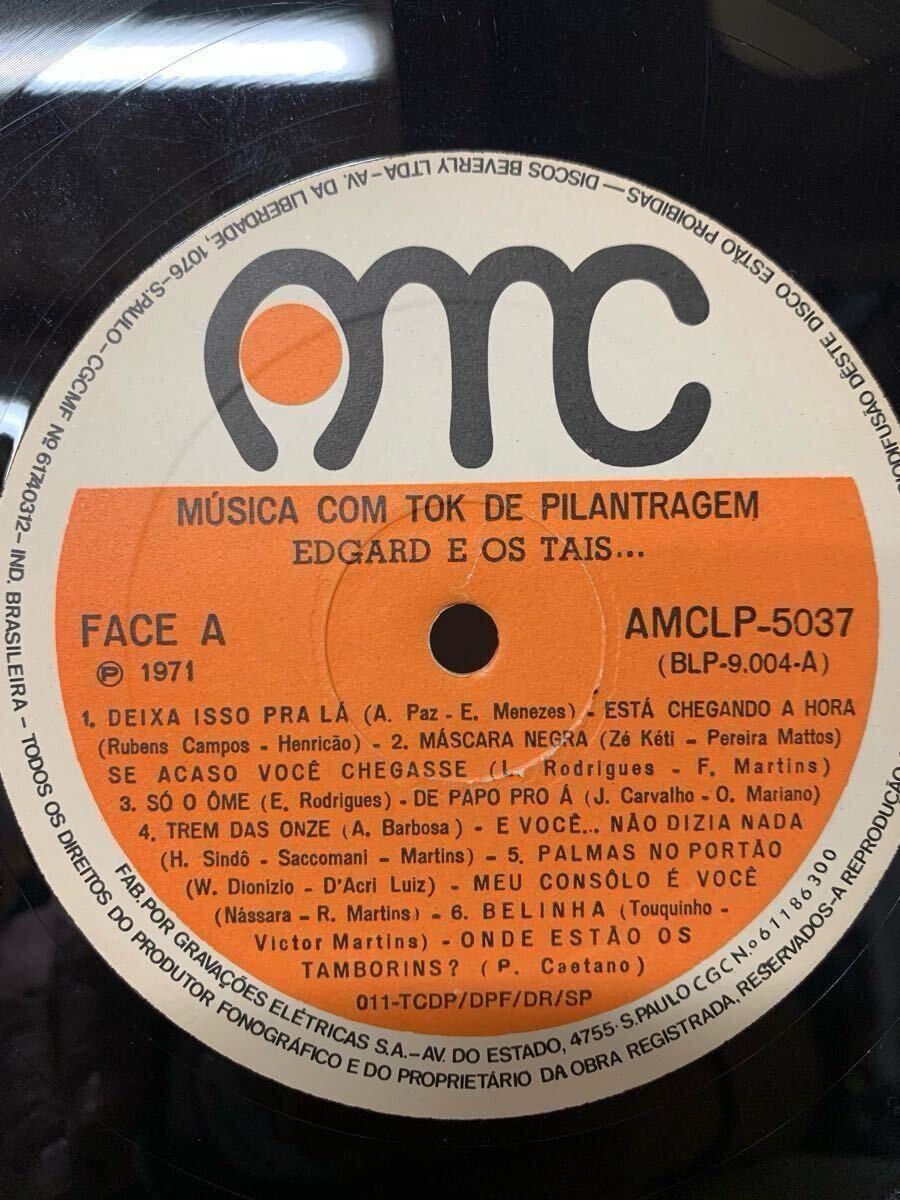 AMC
MÚSICA COM TOK DE PILANTRAGEM
EDGARD E OS TAIS...
FACE A
℗ 1971
AMCLP-5037
(BLP-9.004-A)
1. DEIXA ISSO PRA LÁ (A. Paz - E. Menezes) - ESTÁ CHEGANDO A HORA
(Rubens Campos - Henricão) - 2. MÁSCARA NEGRA (Zé Kéti - Pereira Mattos)
SE ACASO VOCÊ CHEGASSE (L. Rodrigues - F. Martins)
3. SÓ O ÔME (E. Rodrigues) - DE PAPO PRO Á (J. Carvalho - O. Mariano)
4. TREM DAS ONZE (A. Barbosa) - E VOCÊ... NÃO DIZIA NADA
(H. Sindô - Saccomani - Martins) - 5. PALMAS NO PORTÃO
(W. Dionizio - D'Acri Luiz) - MEU CONSÔLO É VOCÊ
(Nássara - R. Martins) - 6. BELINHA (Touquinho -
Victor Martins) - ONDE ESTÃO OS
TAMBORINS? (P. Caetano)
011-TCDP/DPF/DR/SP
FAB. POR GRAVAÇÕES ELÉTRICAS S.A.-AV. DO ESTADO, 4755-S.PAULO CGC N.º 61186300
TODOS OS DIREITOS DO PRODUTOR FONOGRÁFICO E DO PROPRIETÁRIO DA OBRA REGISTRADA, RESERVADOS-A REPRODUÇÃO DÊSTE DISCO ESTÃO PROIBIDAS — DISCOS BEVERLY LTDA-AV. DA LIBERDADE, 1076-S.PAULO-CGCMF Nº 61740312-IND. BRASILEIRA -